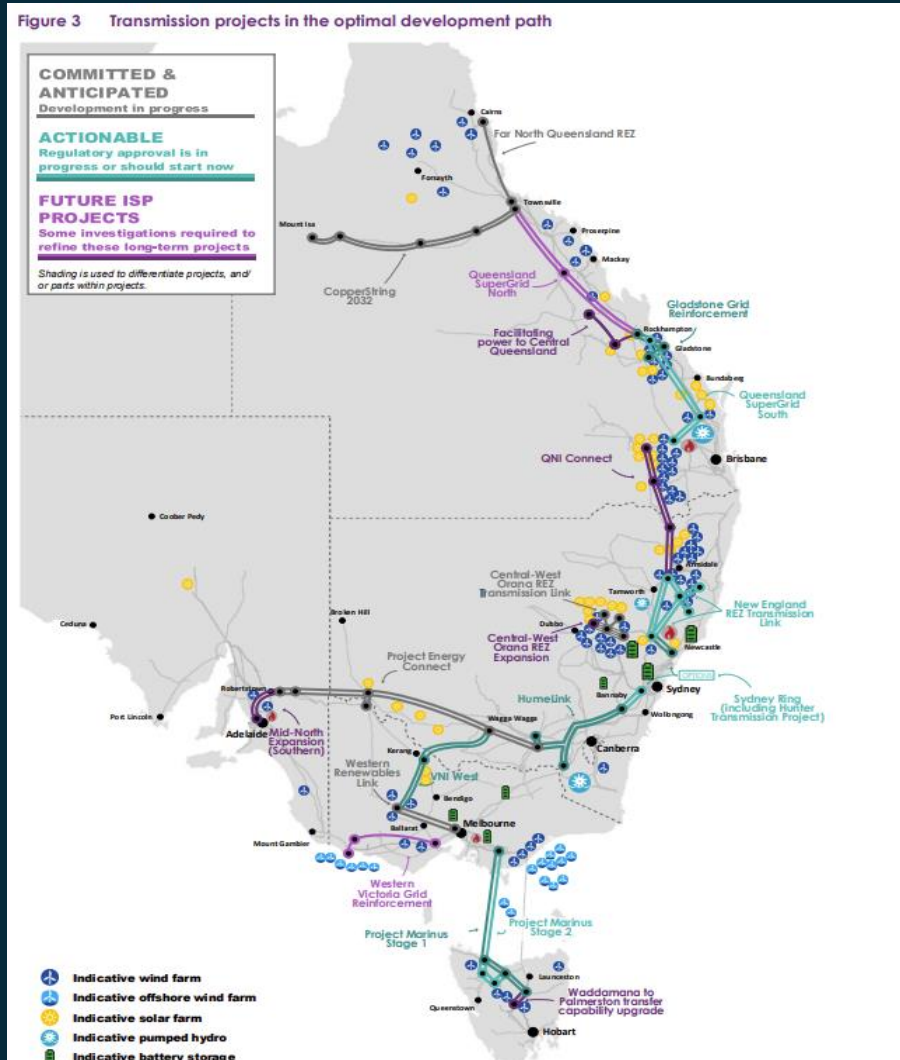 Figure 3 Transmission projects in the optimal development path
COMMITTED &
ANTICIPATED
Development in progress
ACTIONABLE
Regulatory approval is in
progress or should start now
FUTURE ISP
PROJECTS
Some investigations required to
refine these long-term projects
Shading is used to differentiate projects, and/
or parts within projects.
Cairns
Far North Queensland REZ
Forsyth
Townsville
Mount Isa
Proserpine
Mackay
CopperString
2032
Queensland
SuperGrid
North
Gladstone Grid
Reinforcement
Facilitating
power to Central
Queensland
Rockhampton
Gladstone
Bundaberg
Queensland
SuperGrid
South
QNI Connect
Brisbane
Coober Pedy
Armidale
Central-West
Orana REZ
Transmission Link
Tamworth
New England
REZ Transmission
Link
Broken Hill
Ceduna
Dubbo
Central-West
Orana REZ
Expansion
Newcastle
Project Energy
Connect
Robertstown
HumeLink
Bannaby
Sydney
Sydney Ring
(including Hunter
Transmission Project)
Port Lincoln
Adelaide
Mid-North
Expansion
(Southern)
Wagga Wagga
Wollongong
Kerang
Canberra
Western
Renewables
Link
VNI West
Bendigo
Ballarat
Melbourne
Mount Gambier
Western
Victoria Grid
Reinforcement
Project Marinus
Stage 1
Project Marinus
Stage 2
Launceston
Queenstown
Waddamana to
Palmerston transfer
capability upgrade
Hobart
Indicative wind farm
Indicative offshore wind farm
Indicative solar farm
Indicative pumped hydro
Indicative battery storage